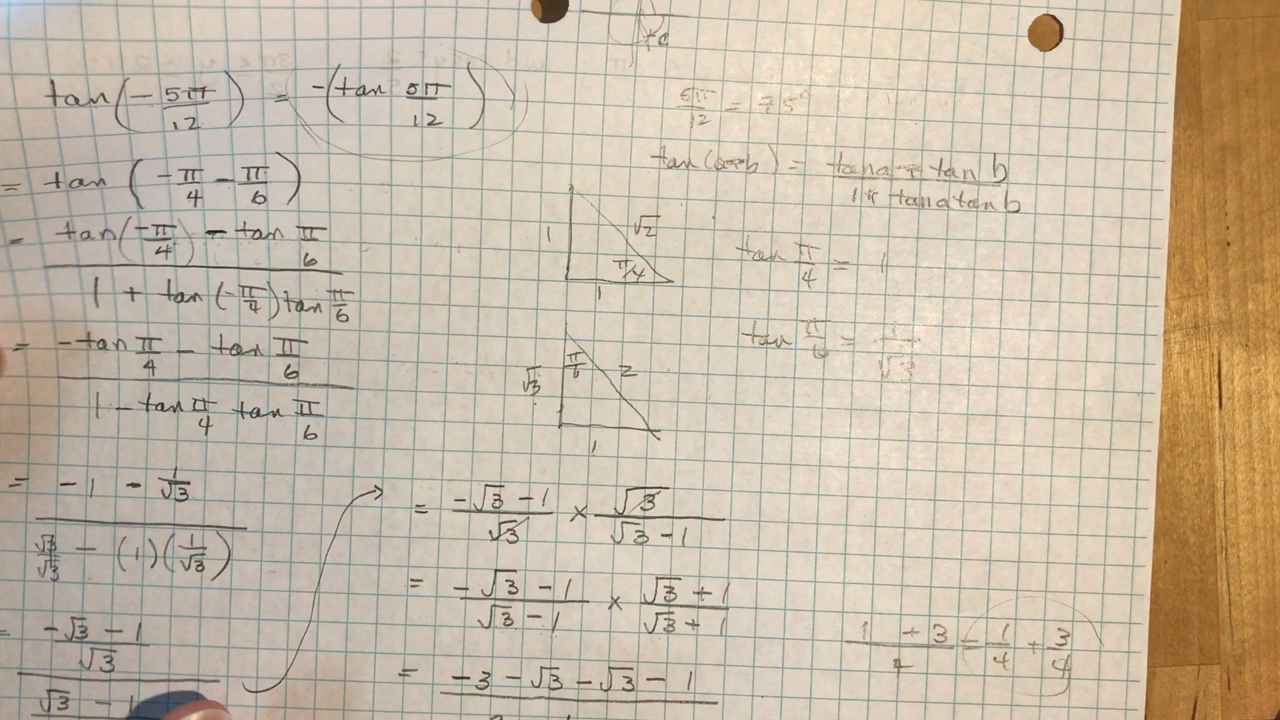 tan(-5π/12) = -(tan 5π/12)
= tan(-π/4 - π/6)
= (tan(-π/4) - tan π/6) / (1 + tan(-π/4)tan π/6)
= (-tan π/4 - tan π/6) / (1 - tan π/4 tan π/6)
= (-1 - 1/√3) / (√3/√3 - (1)(1/√3))
= ((-√3 - 1)/√3) / (√3 - 1
1
√2
π/4
1
√3
π/6
2
1
= (-√3 - 1)/√3 × √3/(√3 - 1)
= (-√3 - 1)/(√3 - 1) × (√3 + 1)/(√3 + 1)
= -3 - √3 - √3 - 1
5π/12 = 75°
tan b) = tan a tan b / 1 tan a tan b
tan π/4 = 1
tan π/6 = 1/√3
(1 + 3)/4 = 1/4 + 3/4